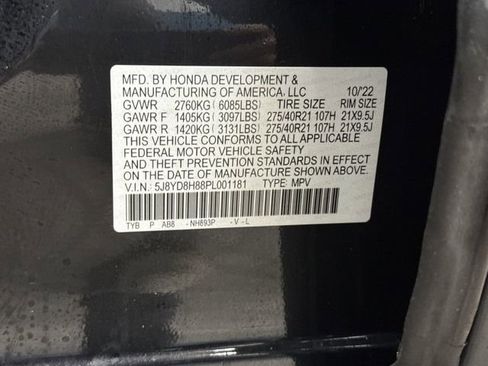 MFD. BY HONDA DEVELOPMENT &
MANUFACTURING OF AMERICA, LLC 10/'22
GVWR 2760KG (6085LBS) TIRE SIZE RIM SIZE
GAWR F 1405KG (3097LBS) 275/40R21 107H 21X9.5J
GAWR R 1420KG (3131LBS) 275/40R21 107H 21X9.5J
THIS VEHICLE CONFORMS TO ALL APPLICABLE
FEDERAL MOTOR VEHICLE SAFETY
AND THEFT PREVENTION STANDARDS IN EFFECT
ON THE DATE OF MANUFACTURE SHOWN ABOVE.
V.I.N.: 5J8YD8H88PL001181 TYPE: MPV
TYB P AB8 -NH893P -V-L